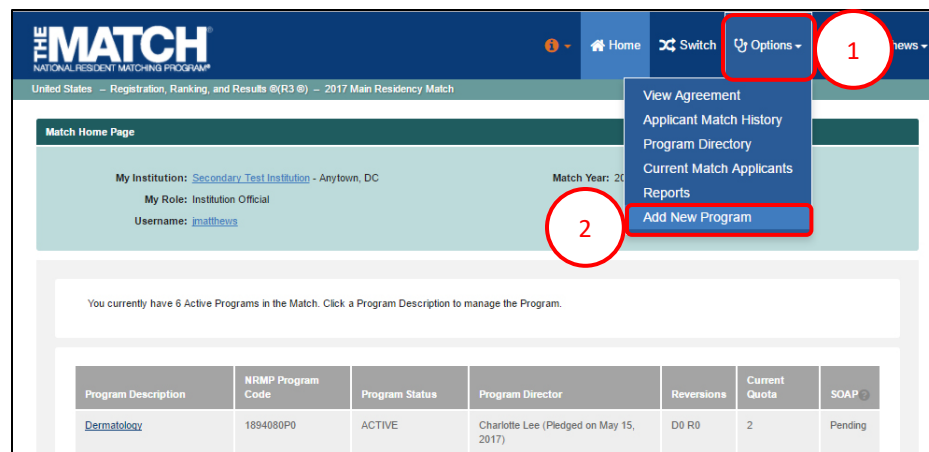 THE MATCH®
NATIONAL RESIDENT MATCHING PROGRAM®
Home Switch Options 1 hews
United States – Registration, Ranking, and Results ®(R3 ®) – 2017 Main Residency Match
View Agreement
Applicant Match History
Program Directory
Current Match Applicants
Reports
Add New Program
2
Match Home Page
My Institution: Secondary Test Institution - Anytown, DC
Match Year: 20
My Role: Institution Official
Username: jmatthews
You currently have 6 Active Programs in the Match. Click a Program Description to manage the Program.
Program Description NRMP Program Code Program Status Program Director Reversions Current Quota SOAP
Dermatology 1894080P0 ACTIVE Charlotte Lee (Pledged on May 15, 2017) D0 R0 2 Pending